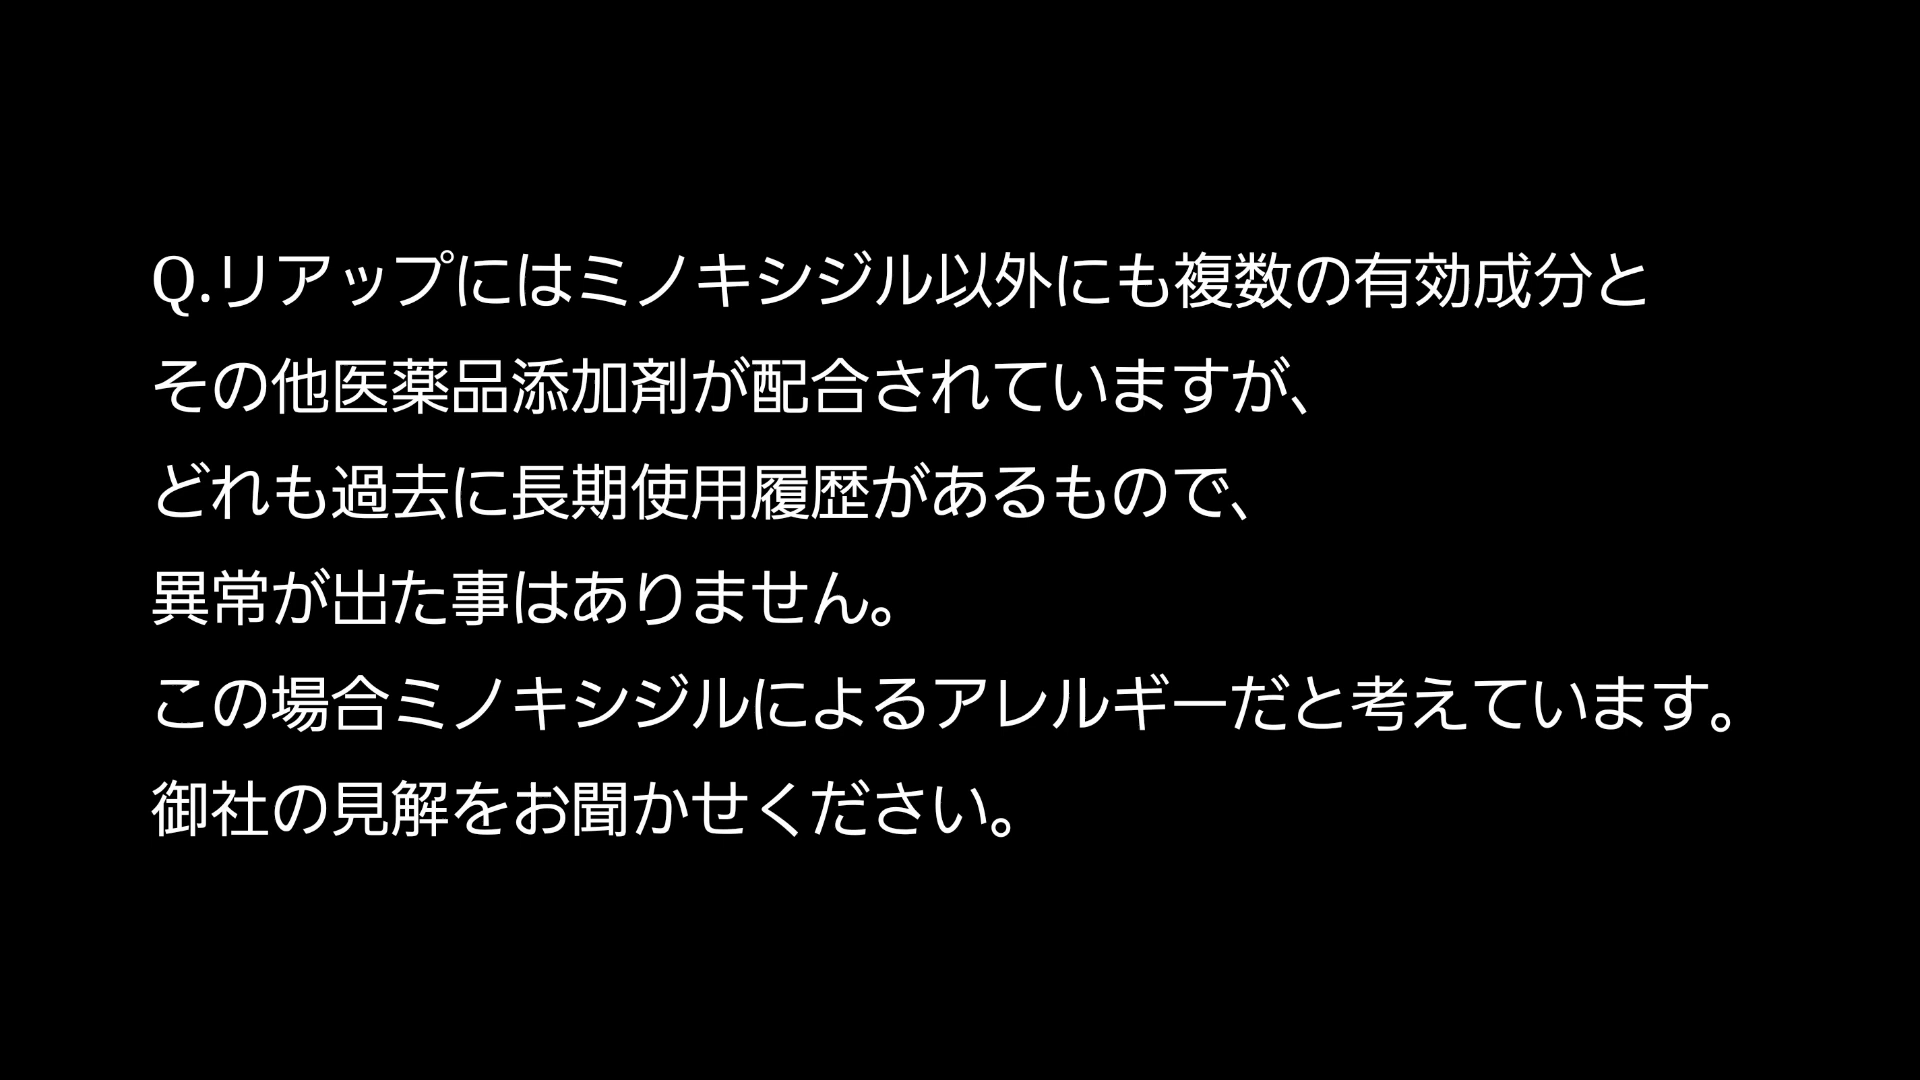 Q.リアップにはミノキシジル以外にも複数の有効成分と
その他医薬品添加剤が配合されていますが、
どれも過去に長期使用履歴があるもので、
異常が出た事はありません。
この場合ミノキシジルによるアレルギーだと考えています。
御社の見解をお聞かせください。